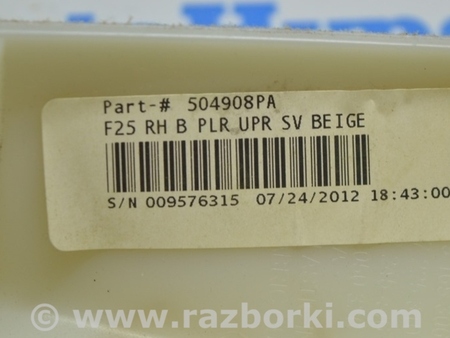 Part-# 504908PA
F25 RH B PLR UPR SV BEIGE
S/N 009576315 07/24/2012 18:43:00
© www.razborki.com